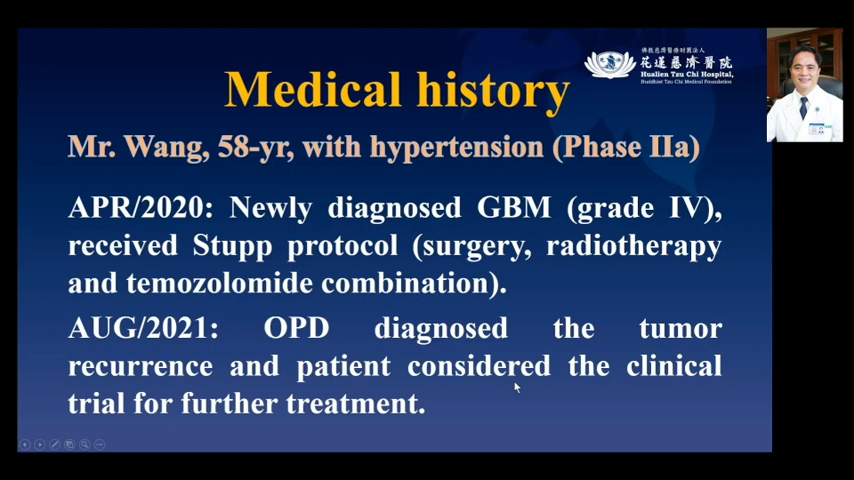 佛教慈濟醫療財團法人
花蓮慈濟醫院
Hualien Tzu Chi Hospital,
Buddhist Tzu Chi Medical Foundation
Medical history
Mr. Wang, 58-yr, with hypertension (Phase IIa)
APR/2020: Newly diagnosed GBM (grade IV),
received Stupp protocol (surgery, radiotherapy
and temozolomide combination).
AUG/2021: OPD diagnosed the tumor
recurrence and patient considered the clinical
trial for further treatment.